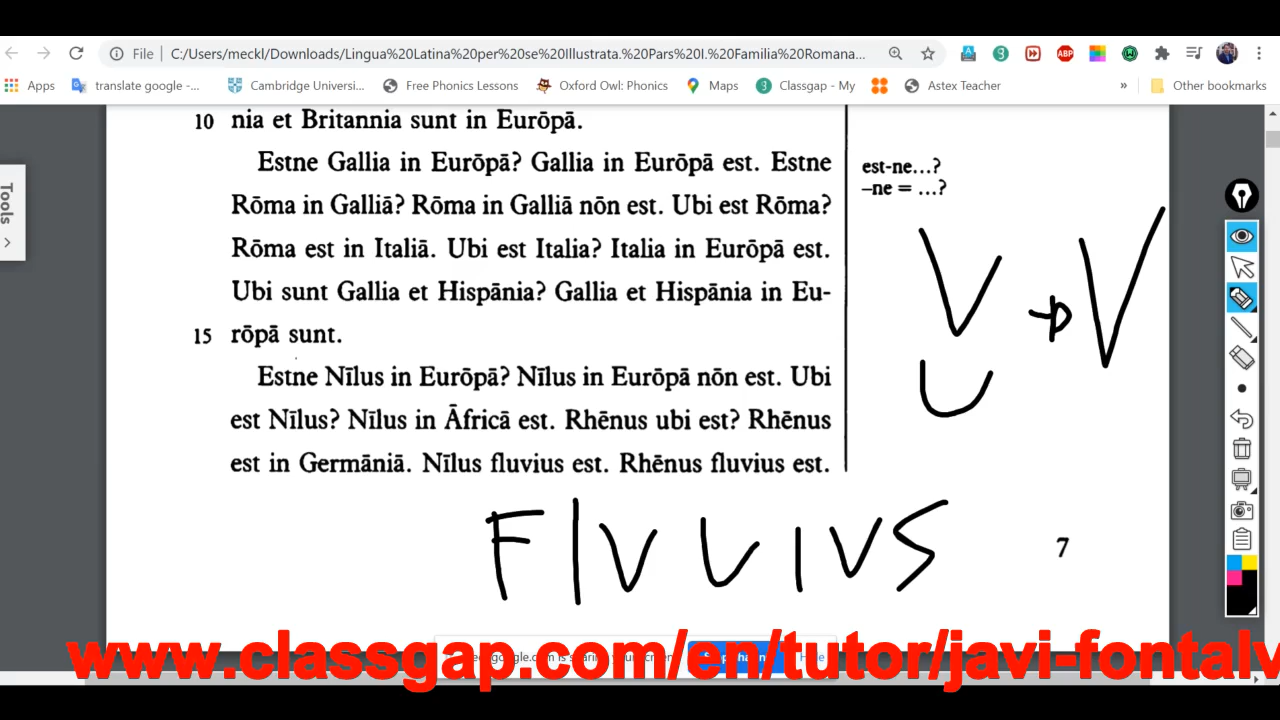 File C:/Users/meckl/Downloads/Lingua%20Latina%20per%20se%20Illustrata.%20Pars%20I.%20Familia%20Romana...
Apps translate google -... Cambridge Universi... Free Phonics Lessons Oxford Owl: Phonics Maps Classgap - My Astex Teacher » Other bookmarks
Tools
10 nia et Britannia sunt in Eurōpā.
Estne Gallia in Eurōpā? Gallia in Eurōpā est. Estne
Rōma in Galliā? Rōma in Galliā nōn est. Ubi est Rōma?
Rōma est in Italiā. Ubi est Italia? Italia in Eurōpā est.
Ubi sunt Gallia et Hispānia? Gallia et Hispānia in Eu-
15 rōpā sunt.
Estne Nīlus in Eurōpā? Nīlus in Eurōpā nōn est. Ubi
est Nīlus? Nīlus in Āfricā est. Rhēnus ubi est? Rhēnus
est in Germāniā. Nīlus fluvius est. Rhēnus fluvius est.
est-ne...?
–ne = ...?
V → V
U
FlVUIVS
7
www.classgap.com/en/tutor/javi-fontalv